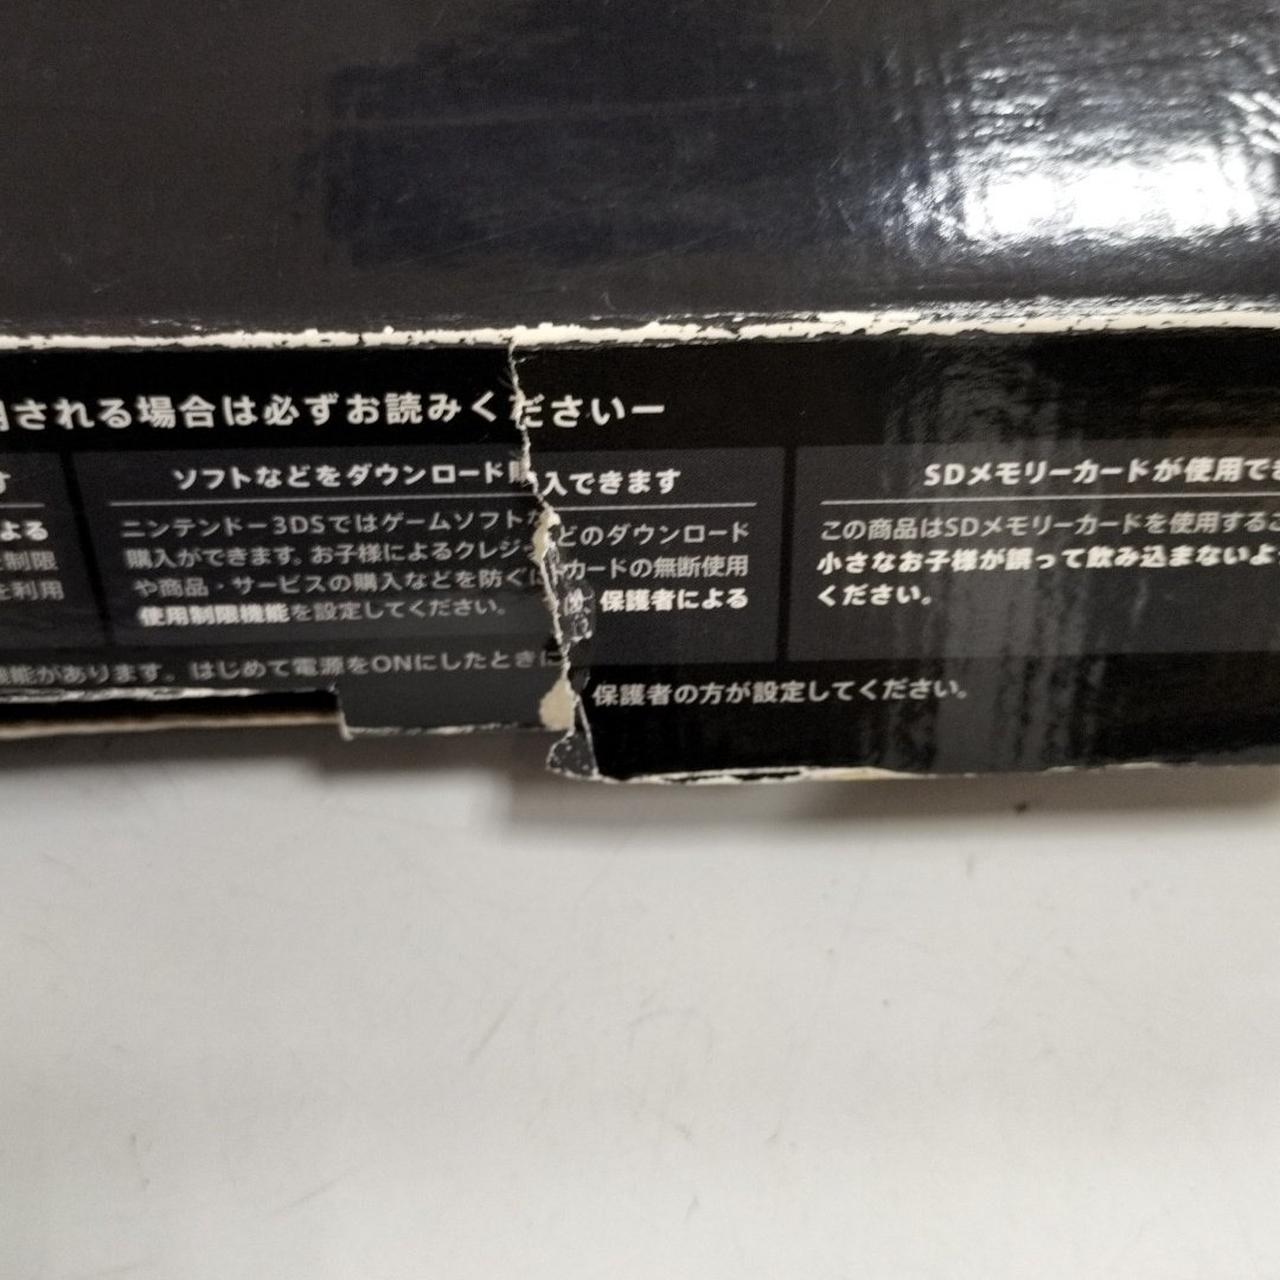 される場合は必ずお読みくださいー
ソフトなどをダウンロード購入できます
ニンテンドー3DSではゲームソフトなどのダウンロード
購入ができます。お子様によるクレジットカードの無断使用
や商品・サービスの購入などを防ぐため、保護者による
使用制限機能を設定してください。
SDメモリーカードが使用でき
この商品はSDメモリーカードを使用するこ
小さなお子様が誤って飲み込まないよ
ください。
す
よる
制限
利用
機能があります。はじめて電源をONにしたときに 保護者の方が設定してください。